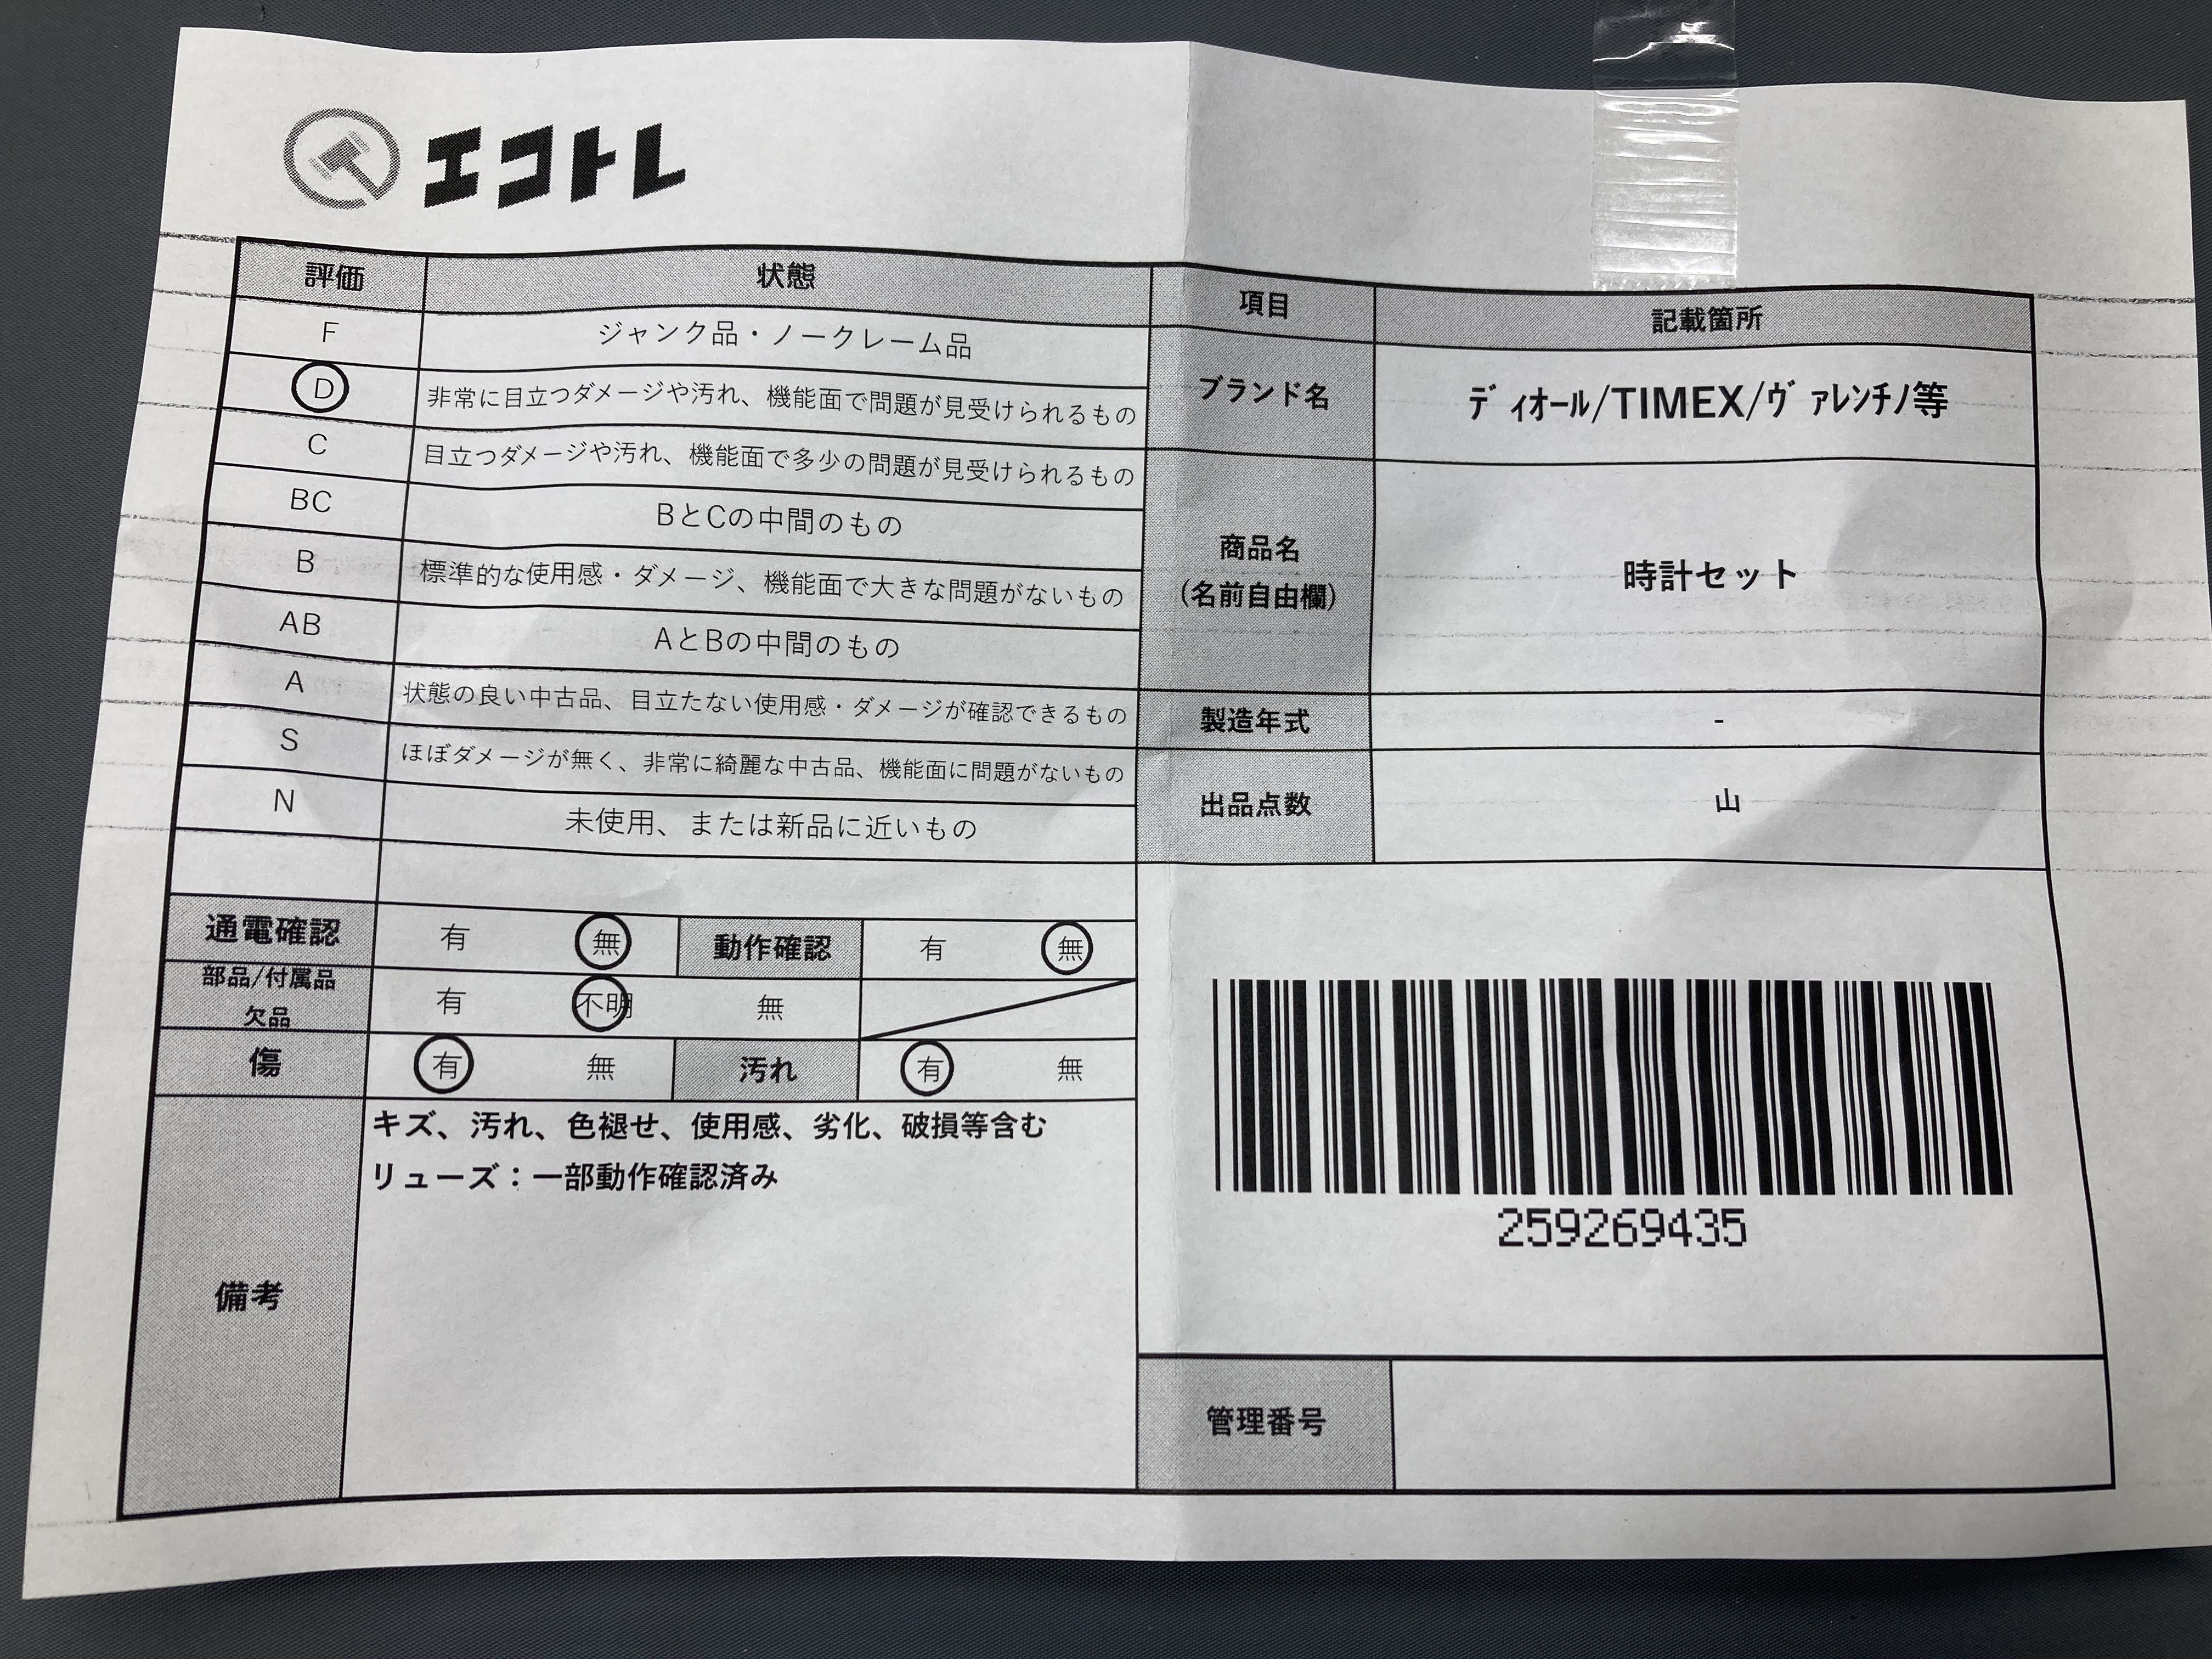 エコトレ
評価 状態
F ジャンク品・ノークレーム品
D 非常に目立つダメージや汚れ、機能面で問題が見受けられるもの
C 目立つダメージや汚れ、機能面で多少の問題が見受けられるもの
BC BとCの中間のもの
B 標準的な使用感・ダメージ、機能面で大きな問題がないもの
AB AとBの中間のもの
A 状態の良い中古品、目立たない使用感・ダメージが確認できるもの
S ほぼダメージが無く、非常に綺麗な中古品、機能面に問題がないもの
N 未使用、または新品に近いもの
通電確認 有 無 動作確認 有 無
部品/付属品
欠品 有 不明 無
傷 有 無 汚れ 有 無
備考
キズ、汚れ、色褪せ、使用感、劣化、破損等含む
リューズ：一部動作確認済み
項目 記載箇所
ブランド名 ディオール/TIMEX/ヴァレンチノ等
商品名
（名前自由欄） 時計セット
製造年式 -
出品点数 山
259269435
管理番号